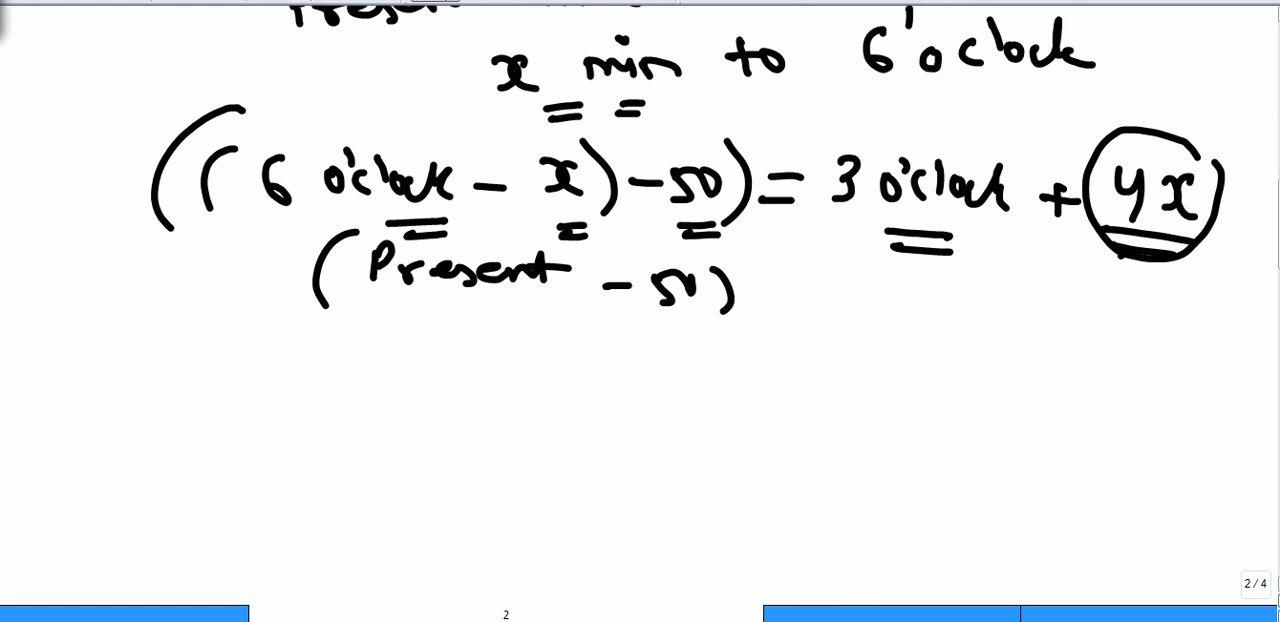 x min to 6 o'clock
((6 o'clock - x) - 50) = 3 o'clock + 4x)
(Present - 50)
2 / 4
2